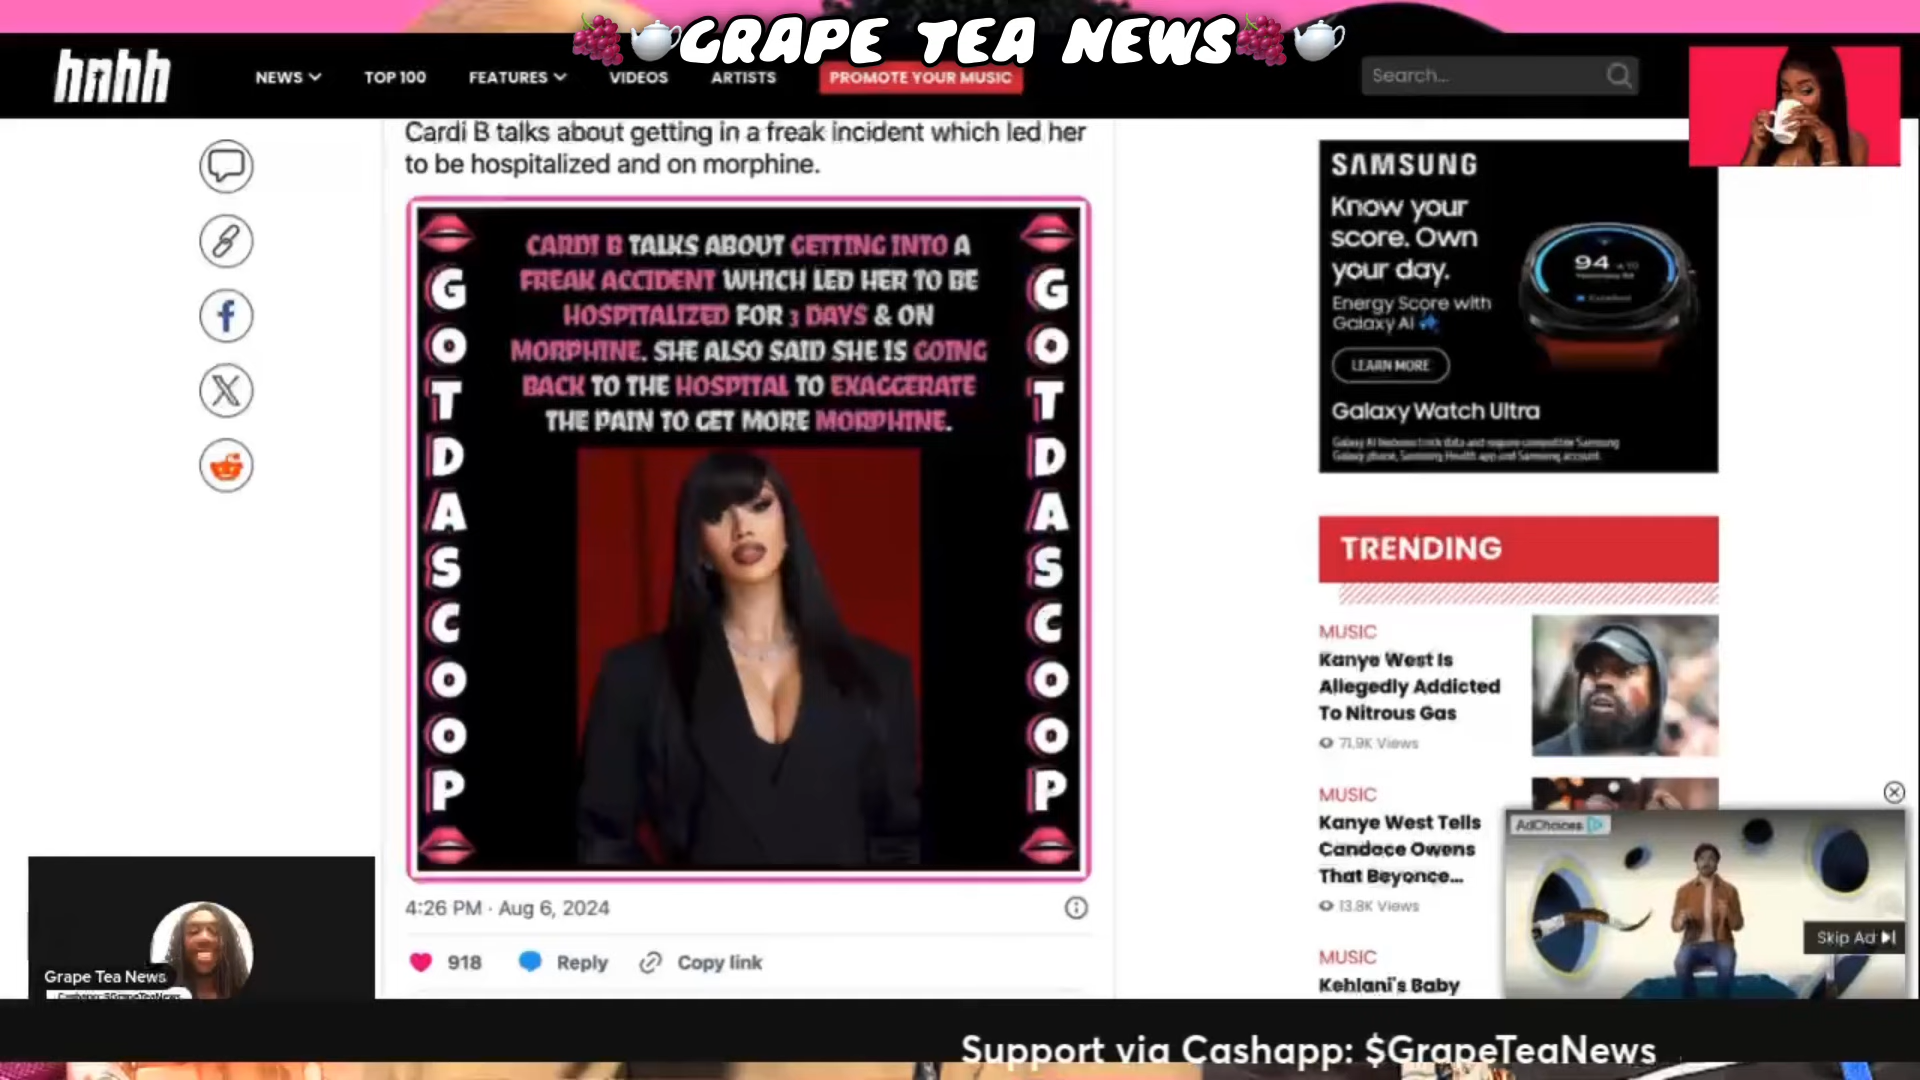 GRAPE TEA NEWS
hnhh
NEWS
TOP 100
FEATURES
VIDEOS
ARTISTS
PROMOTE YOUR MUSIC
Search...
Cardi B talks about getting in a freak incident which led her
to be hospitalized and on morphine.
CARDI B TALKS ABOUT GETTING INTO A
FREAK ACCIDENT WHICH LED HER TO BE
HOSPITALIZED FOR 3 DAYS & ON
MORPHINE. SHE ALSO SAID SHE IS GOING
BACK TO THE HOSPITAL TO EXAGGERATE
THE PAIN TO GET MORE MORPHINE.
GOTDASCOOP
GOTDASCOOP
4:26 PM · Aug 6, 2024
918
Reply
Copy link
SAMSUNG
Know your
score. Own
your day.
Energy Score with
Galaxy AI
LEARN MORE
94
Galaxy Watch Ultra
TRENDING
MUSIC
Kanye West Is
Allegedly Addicted
To Nitrous Gas
71.9K Views
MUSIC
Kanye West Tells
Candace Owens
That Beyonce...
13.8K Views
MUSIC
Kehlani's Baby
AdChoices
Skip Ad
Grape Tea News
Cashapp: $GrapeTeaNews
Support via Cashapp: $GrapeTeaNews